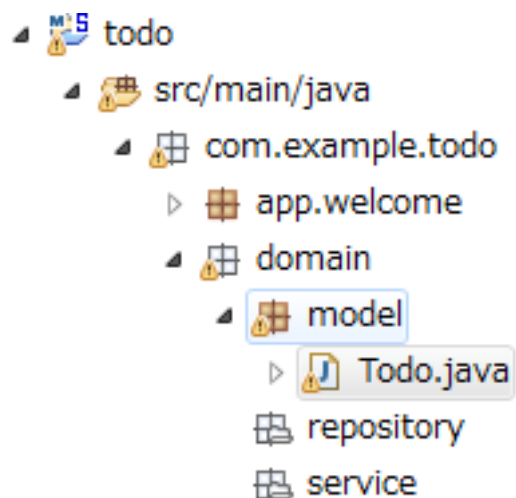 todo
src/main/java
com.example.todo
app.welcome
domain
model
Todo.java
repository
service